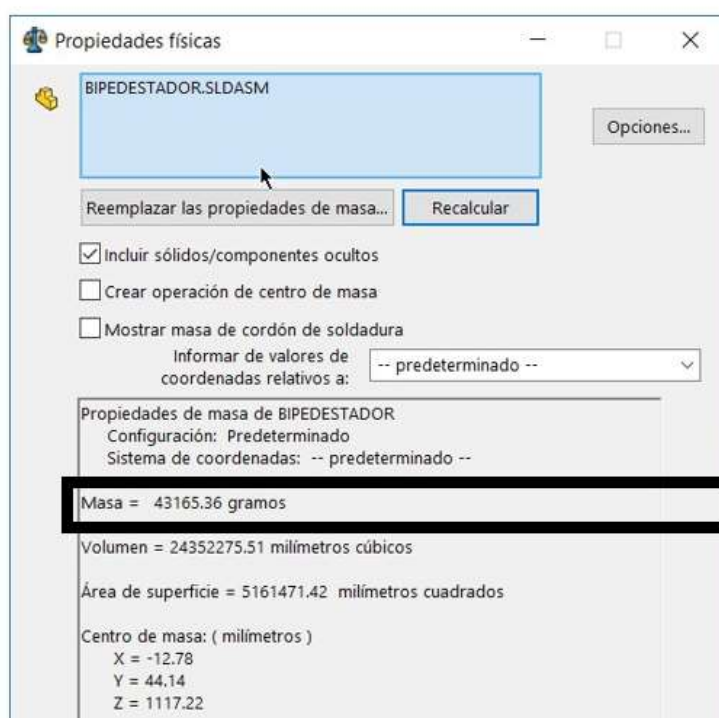 Propiedades físicas
BIPEDESTADOR.SLDASM
Opciones...
Reemplazar las propiedades de masa...
Recalcular
Incluir sólidos/componentes ocultos
Crear operación de centro de masa
Mostrar masa de cordón de soldadura
Informar de valores de
coordenadas relativos a:
-- predeterminado --
Propiedades de masa de BIPEDESTADOR
Configuración: Predeterminado
Sistema de coordenadas: -- predeterminado --
Masa = 43165.36 gramos
Volumen = 24352275.51 milímetros cúbicos
Área de superficie = 5161471.42 milímetros cuadrados
Centro de masa: ( milímetros )
X = -12.78
Y = 44.14
Z = 1117.22